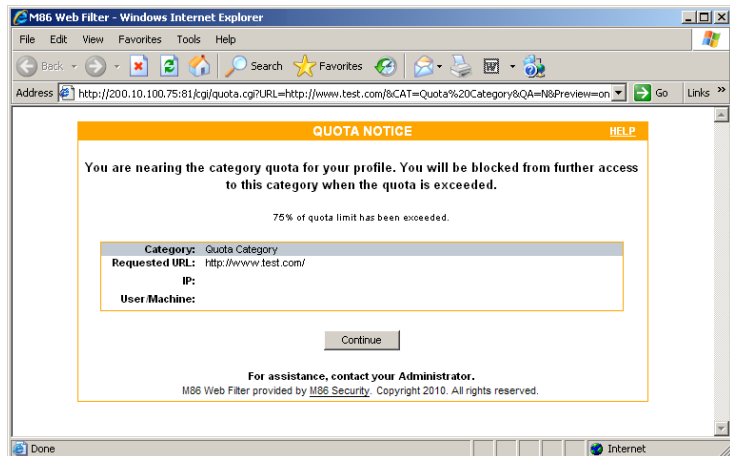 M86 Web Filter - Windows Internet Explorer
File Edit View Favorites Tools Help
Back Search Favorites
Address http://200.10.100.75:81/cgi/quota.cgi?URL=http://www.test.com/&CAT=Quota%20Category&QA=N&Preview=on Go Links »
QUOTA NOTICE HELP
You are nearing the category quota for your profile. You will be blocked from further access
to this category when the quota is exceeded.
75% of quota limit has been exceeded.
Category: Quota Category
Requested URL: http://www.test.com/
IP:
User/Machine:
Continue
For assistance, contact your Administrator.
M86 Web Filter provided by M86 Security. Copyright 2010. All rights reserved.
Done Internet